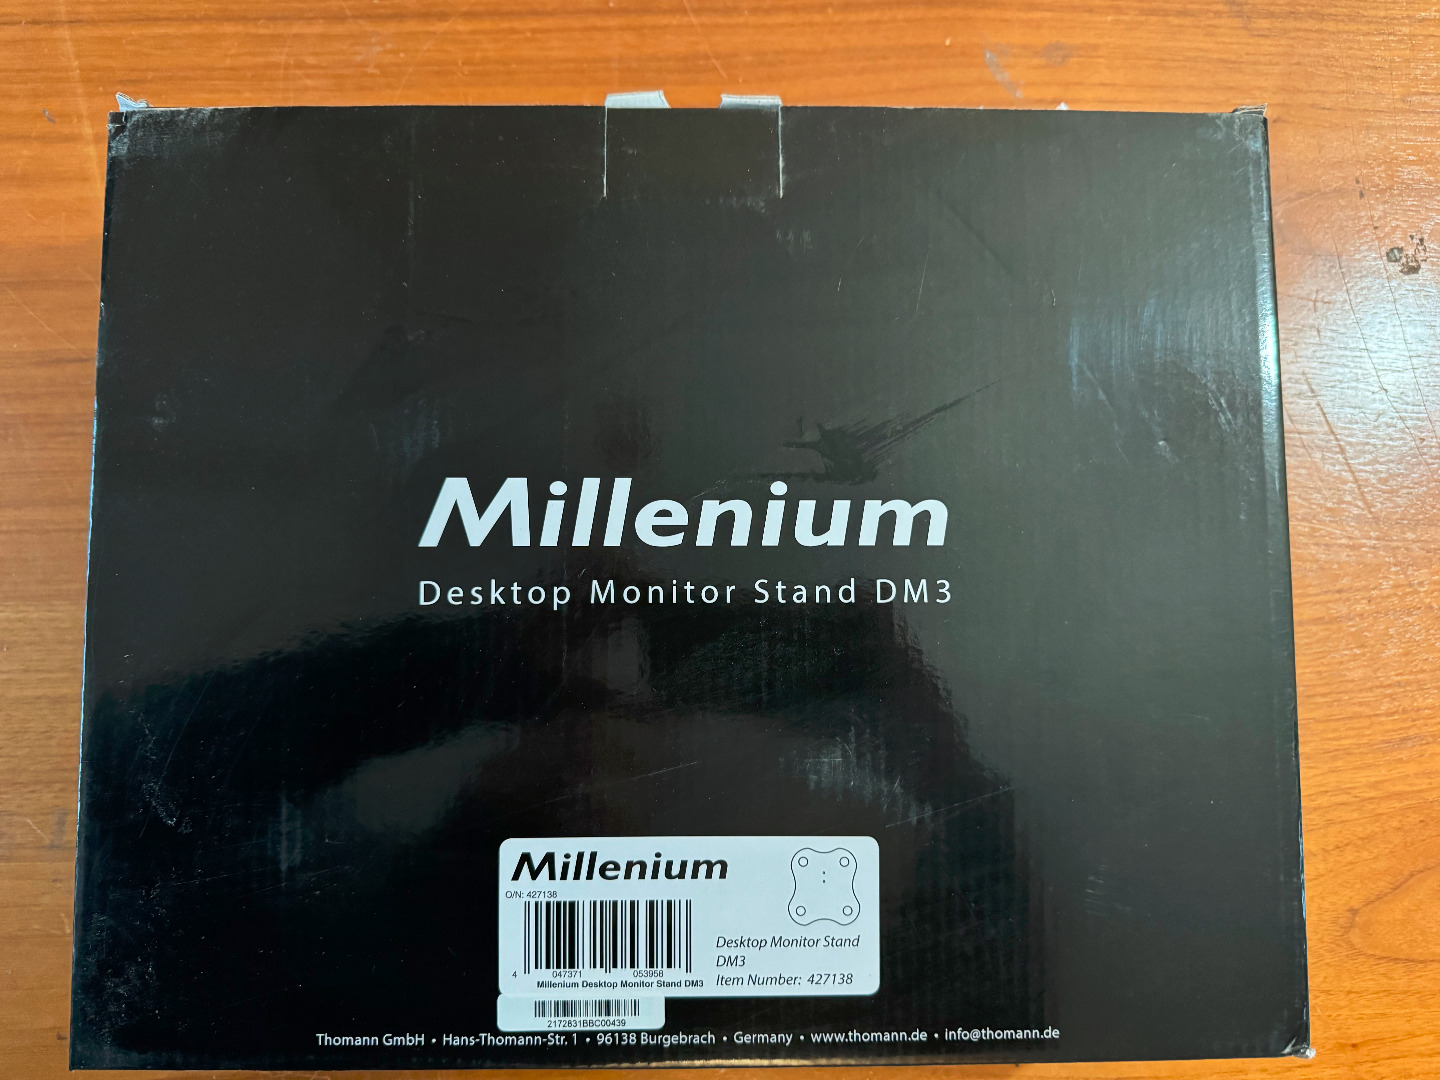 Millenium
Desktop Monitor Stand DM3
Millenium
O/N: 427138
4 047371 053958
Millenium Desktop Monitor Stand DM3
Desktop Monitor Stand
DM3
Item Number: 427138
2172631BBC00439
Thomann GmbH • Hans-Thomann-Str. 1 • 96138 Burgebrach • Germany • www.thomann.de • info@thomann.de